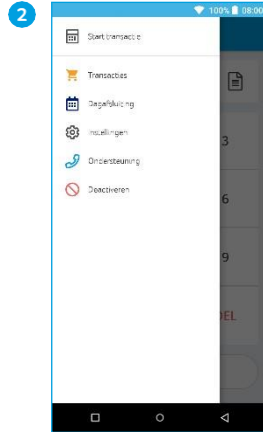 2
100% 08:00
Start transactie
Transacties
Dagafsluiting
Instellingen
3
Ondersteuning
6
Deactiveren
9
DEL